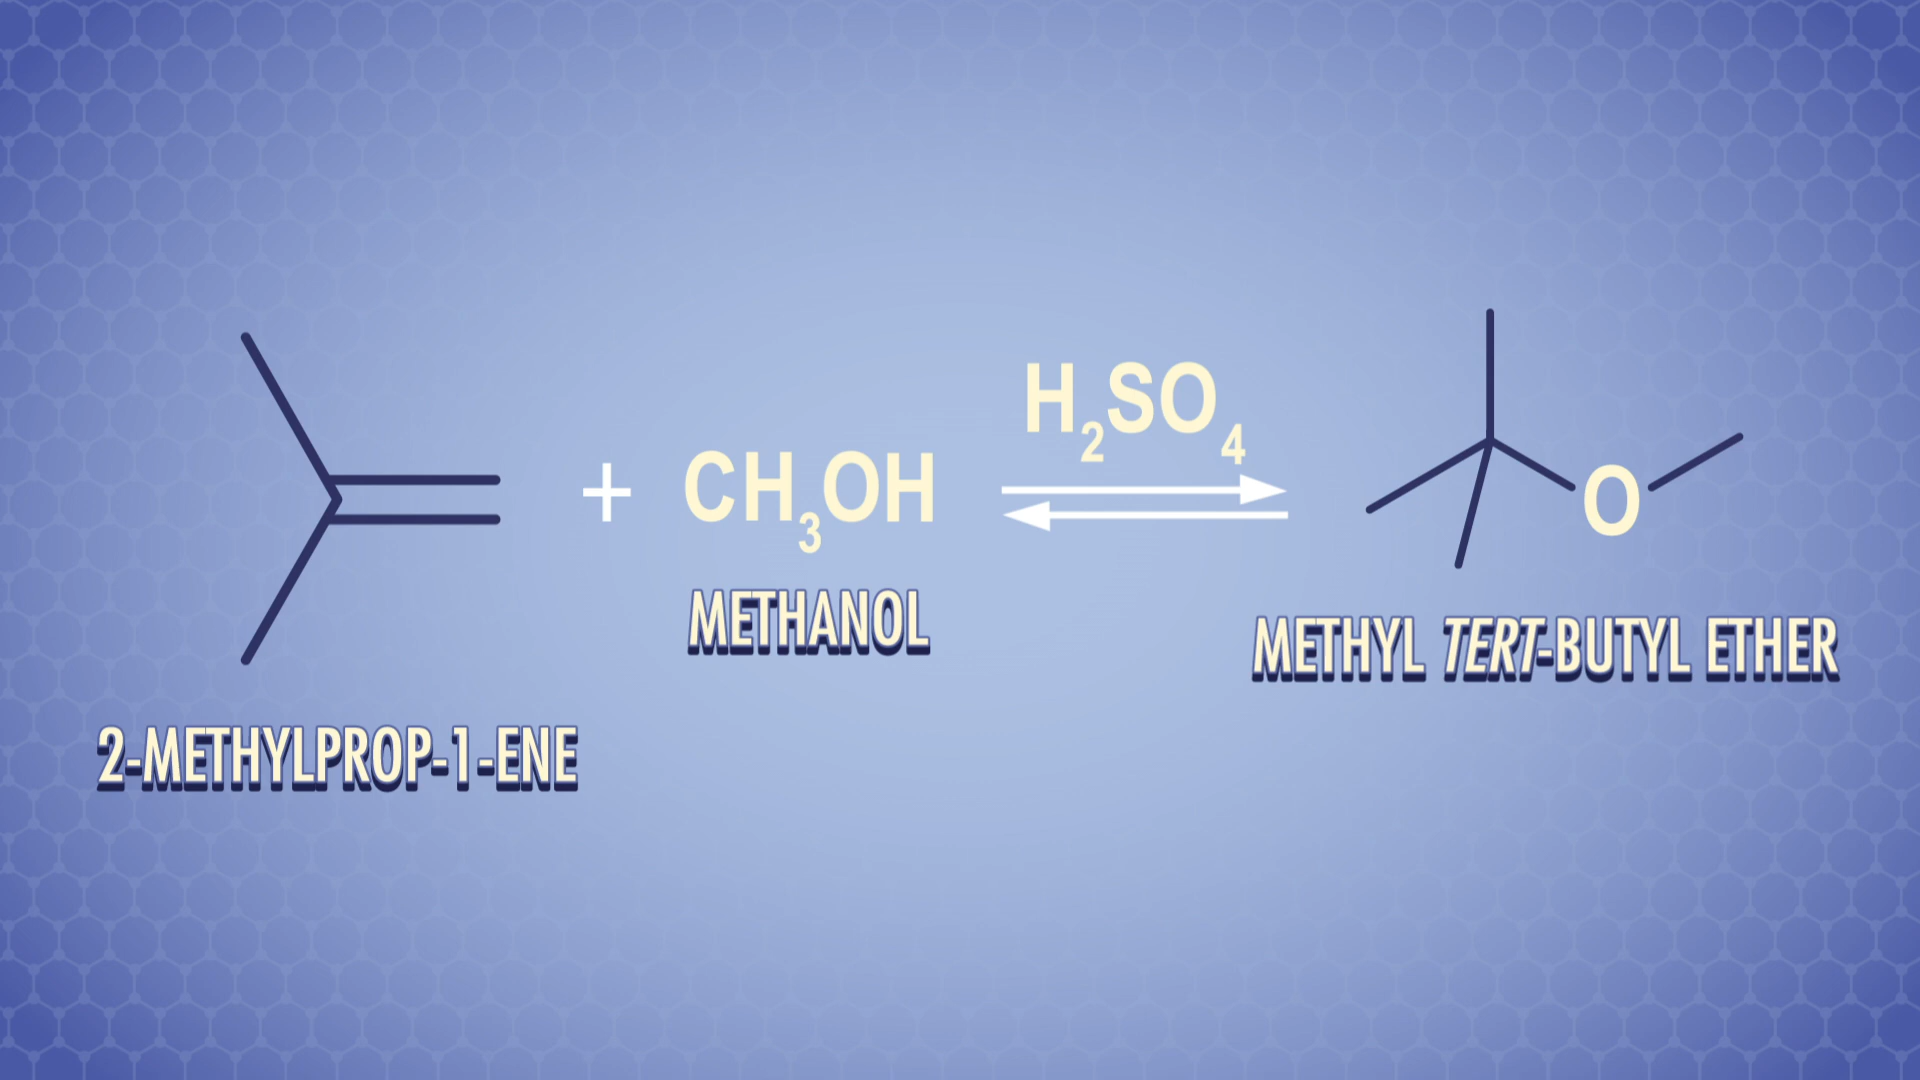 H₂SO₄
+ CH₃OH
O
METHANOL
METHYL TERT-BUTYL ETHER
2-METHYLPROP-1-ENE